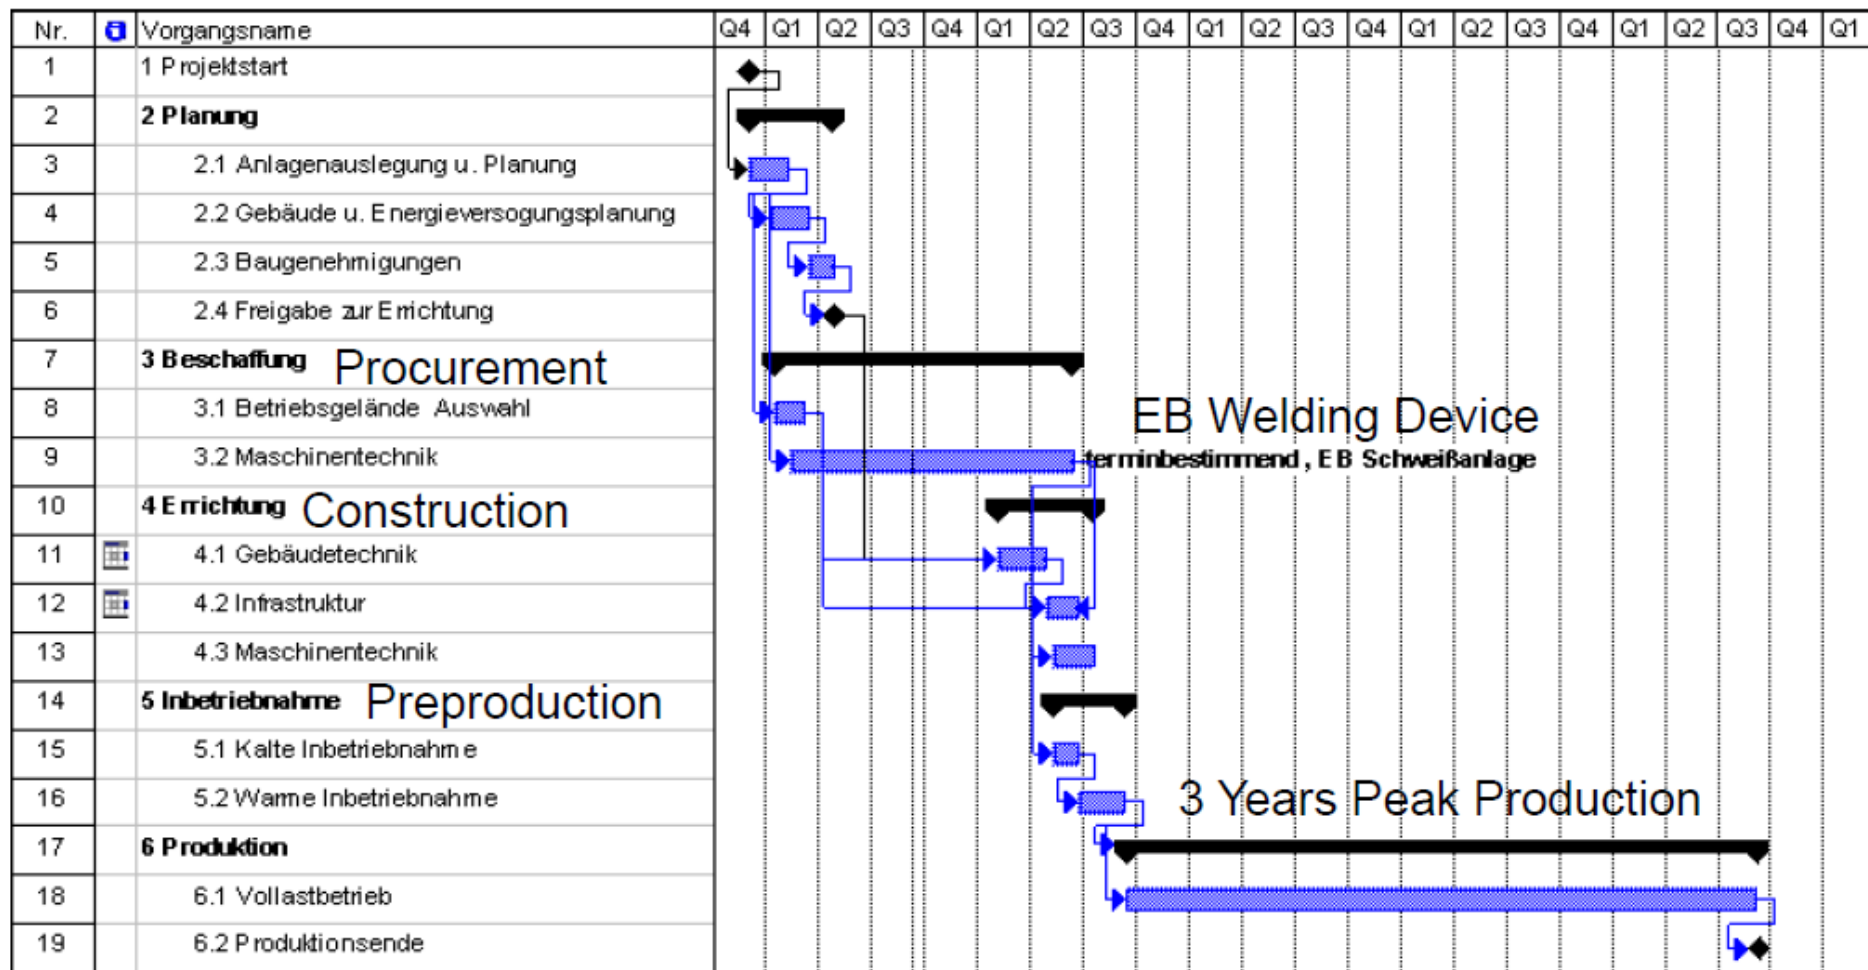 Nr. Vorgangsname Q4 Q1 Q2 Q3 Q4 Q1 Q2 Q3 Q4 Q1 Q2 Q3 Q4 Q1 Q2 Q3 Q4 Q1 Q2 Q3 Q4 Q1
1 1 Projektstart
2 2 Planung
3 2.1 Anlagenauslegung u. Planung
4 2.2 Gebäude u. Energieversogungsplanung
5 2.3 Baugenehmigungen
6 2.4 Freigabe zur Errichtung
7 3 Beschaffung Procurement
8 3.1 Betriebsgelände Auswahl EB Welding Device
9 3.2 Maschinentechnik terminbestimmend, EB Schweißanlage
10 4 Errichtung Construction
11 4.1 Gebäudetechnik
12 4.2 Infrastruktur
13 4.3 Maschinentechnik
14 5 Inbetriebnahme Preproduction
15 5.1 Kalte Inbetriebnahme
16 5.2 Warme Inbetriebnahme 3 Years Peak Production
17 6 Produktion
18 6.1 Vollastbetrieb
19 6.2 Produktionsende